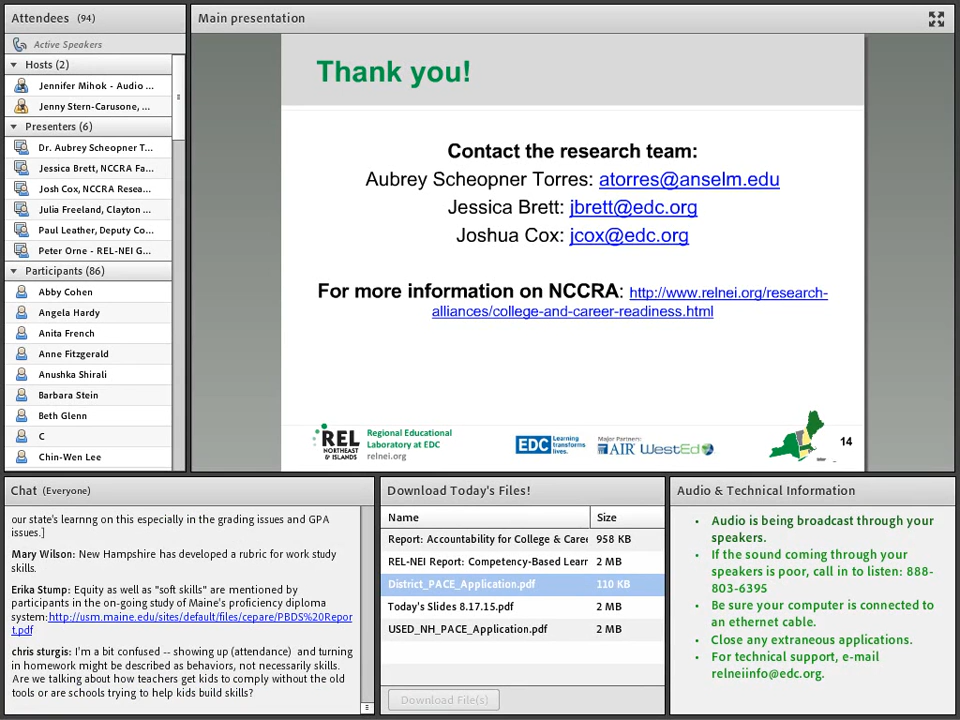 Attendees (94)
Active Speakers
Hosts (2)
Jennifer Mihok - Audio ...
Jenny Stern-Carusone, ...
Presenters (6)
Dr. Aubrey Scheopner T...
Jessica Brett, NCCRA Fa...
Josh Cox, NCCRA Resea...
Julia Freeland, Clayton ...
Paul Leather, Deputy Co...
Peter Orne - REL-NEI G...
Participants (86)
Abby Cohen
Angela Hardy
Anita French
Anne Fitzgerald
Anushka Shirali
Barbara Stein
Beth Glenn
C
Chin-Wen Lee
Main presentation
Thank you!
Contact the research team:
Aubrey Scheopner Torres: atorres@anselm.edu
Jessica Brett: jbrett@edc.org
Joshua Cox: jcox@edc.org
For more information on NCCRA: http://www.relnei.org/research-
alliances/college-and-career-readiness.html
REL
NORTHEAST
& ISLANDS
Regional Educational
Laboratory at EDC
relnei.org
EDC Learning
transforms
lives.
Major Partners:
AIR WestEd
14
Chat (Everyone)
our state's learnng on this especially in the grading issues and GPA
issues.]
Mary Wilson: New Hampshire has developed a rubric for work study
skills.
Erika Stump: Equity as well as "soft skills" are mentioned by
participants in the on-going study of Maine's proficiency diploma
system:http://usm.maine.edu/sites/default/files/cepare/PBDS%20Repor
t.pdf
chris sturgis: I'm a bit confused -- showing up (attendance) and turning
in homework might be described as behaviors, not necessarily skills.
Are we talking about how teachers get kids to comply without the old
tools or are schools trying to help kids build skills?
Download Today's Files!
Name Size
Report: Accountability for College & Caree 958 KB
REL-NEI Report: Competency-Based Learr 2 MB
District_PACE_Application.pdf 110 KB
Today's Slides 8.17.15.pdf 2 MB
USED_NH_PACE_Application.pdf 2 MB
Download File(s)
Audio & Technical Information
• Audio is being broadcast through your
speakers.
• If the sound coming through your
speakers is poor, call in to listen: 888-
803-6395
• Be sure your computer is connected to
an ethernet cable.
• Close any extraneous applications.
• For technical support, e-mail
relneiinfo@edc.org.